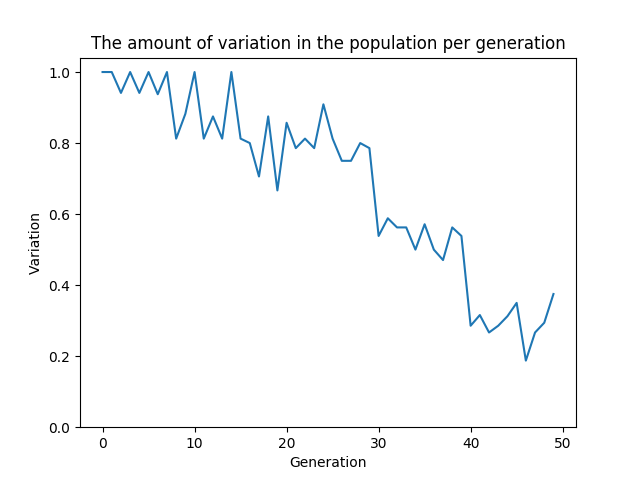 The amount of variation in the population per generation
1.0
0.8
0.6
0.4
0.2
0.0
Variation
0 10 20 30 40 50
Generation